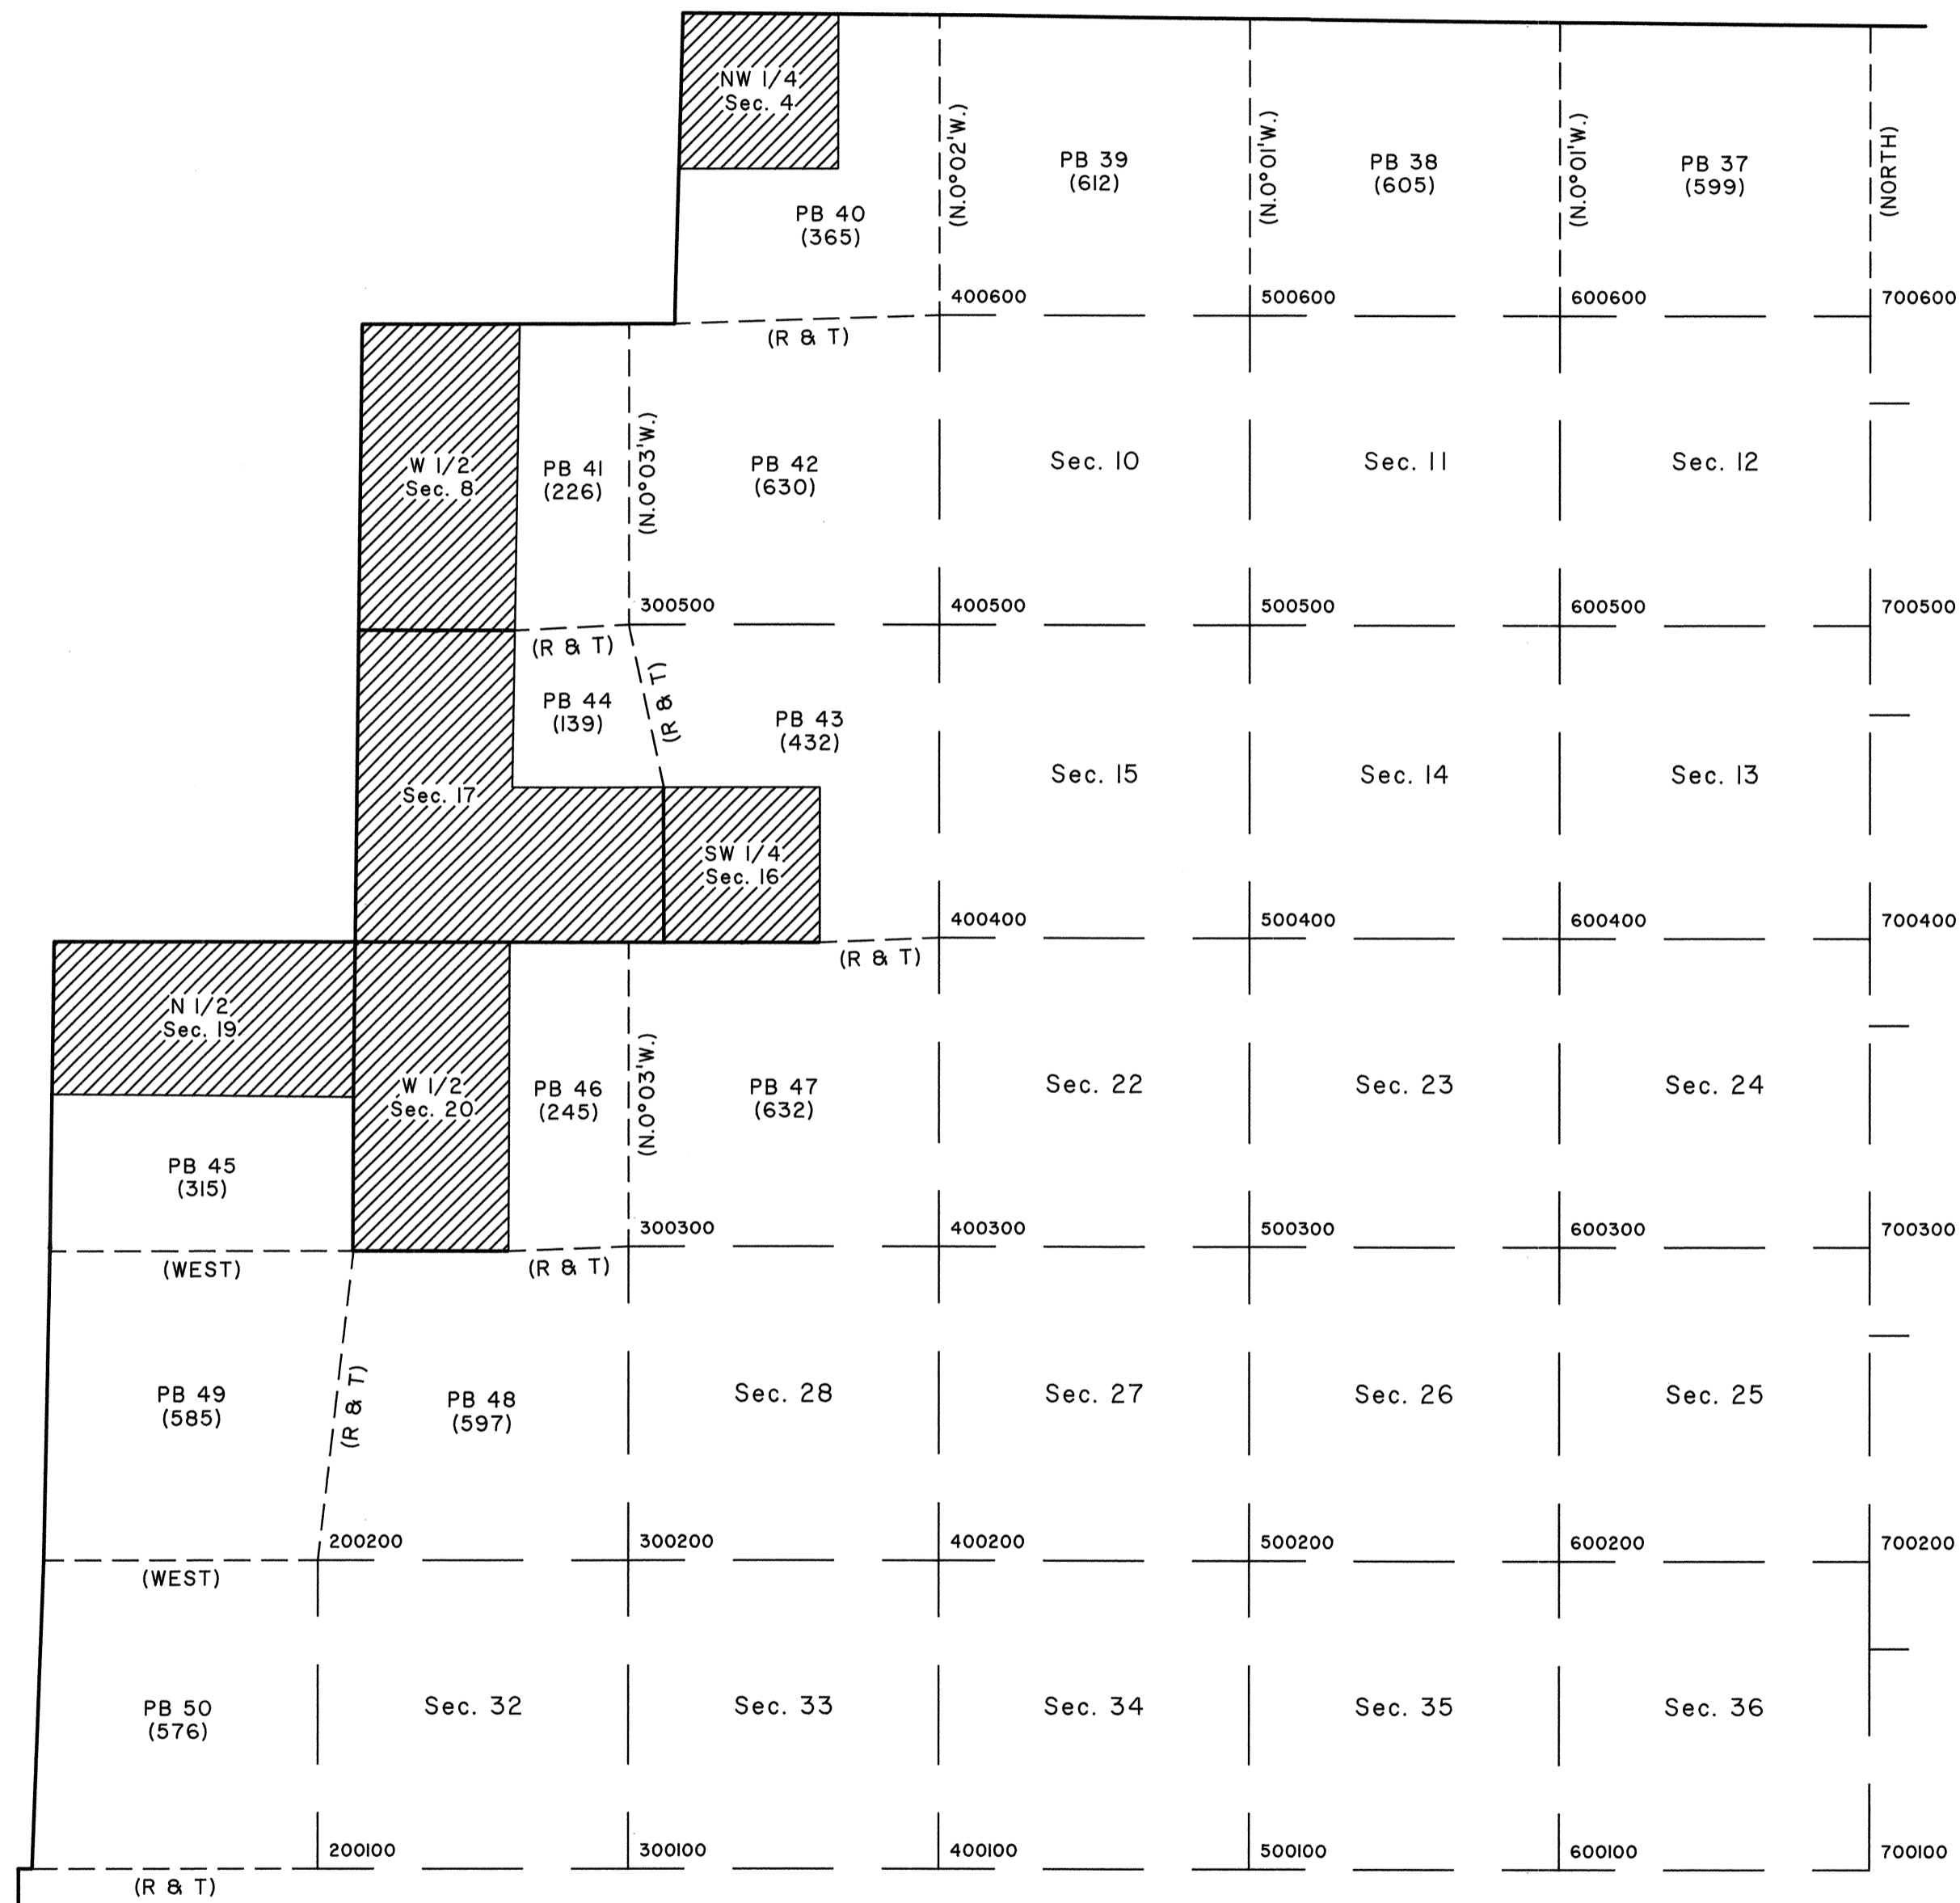 NW 1/4
Sec. 4
PB 40
(365)
(N.0°02'W.)
PB 39
(612)
(N.0°01'W.)
PB 38
(605)
(N.0°01'W.)
PB 37
(599)
(NORTH)
400600
500600
600600
700600
(R & T)
W 1/2
Sec. 8
PB 41
(226)
(N.0°03'W.)
PB 42
(630)
Sec. 10
Sec. 11
Sec. 12
300500
400500
500500
600500
700500
(R & T)
PB 44
(139)
(R & T)
PB 43
(432)
Sec. 17
Sec. 15
Sec. 14
Sec. 13
SW 1/4
Sec. 16
400400
500400
600400
700400
(R & T)
N 1/2
Sec. 19
W 1/2
Sec. 20
PB 46
(245)
(N.0°03'W.)
PB 47
(632)
Sec. 22
Sec. 23
Sec. 24
PB 45
(315)
300300
400300
500300
600300
700300
(WEST)
(R & T)
PB 49
(585)
(R & T)
PB 48
(597)
Sec. 28
Sec. 27
Sec. 26
Sec. 25
200200
300200
400200
500200
600200
700200
(WEST)
PB 50
(576)
Sec. 32
Sec. 33
Sec. 34
Sec. 35
Sec. 36
200100
300100
400100
500100
600100
700100
(R & T)